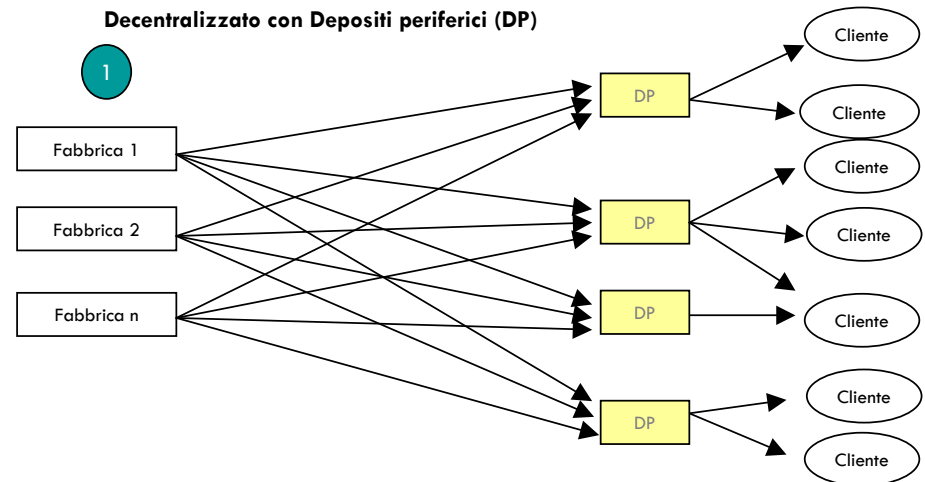 Decentralizzato con Depositi periferici (DP)
1
Fabbrica 1
Fabbrica 2
Fabbrica n
DP
DP
DP
DP
Cliente
Cliente
Cliente
Cliente
Cliente
Cliente
Cliente